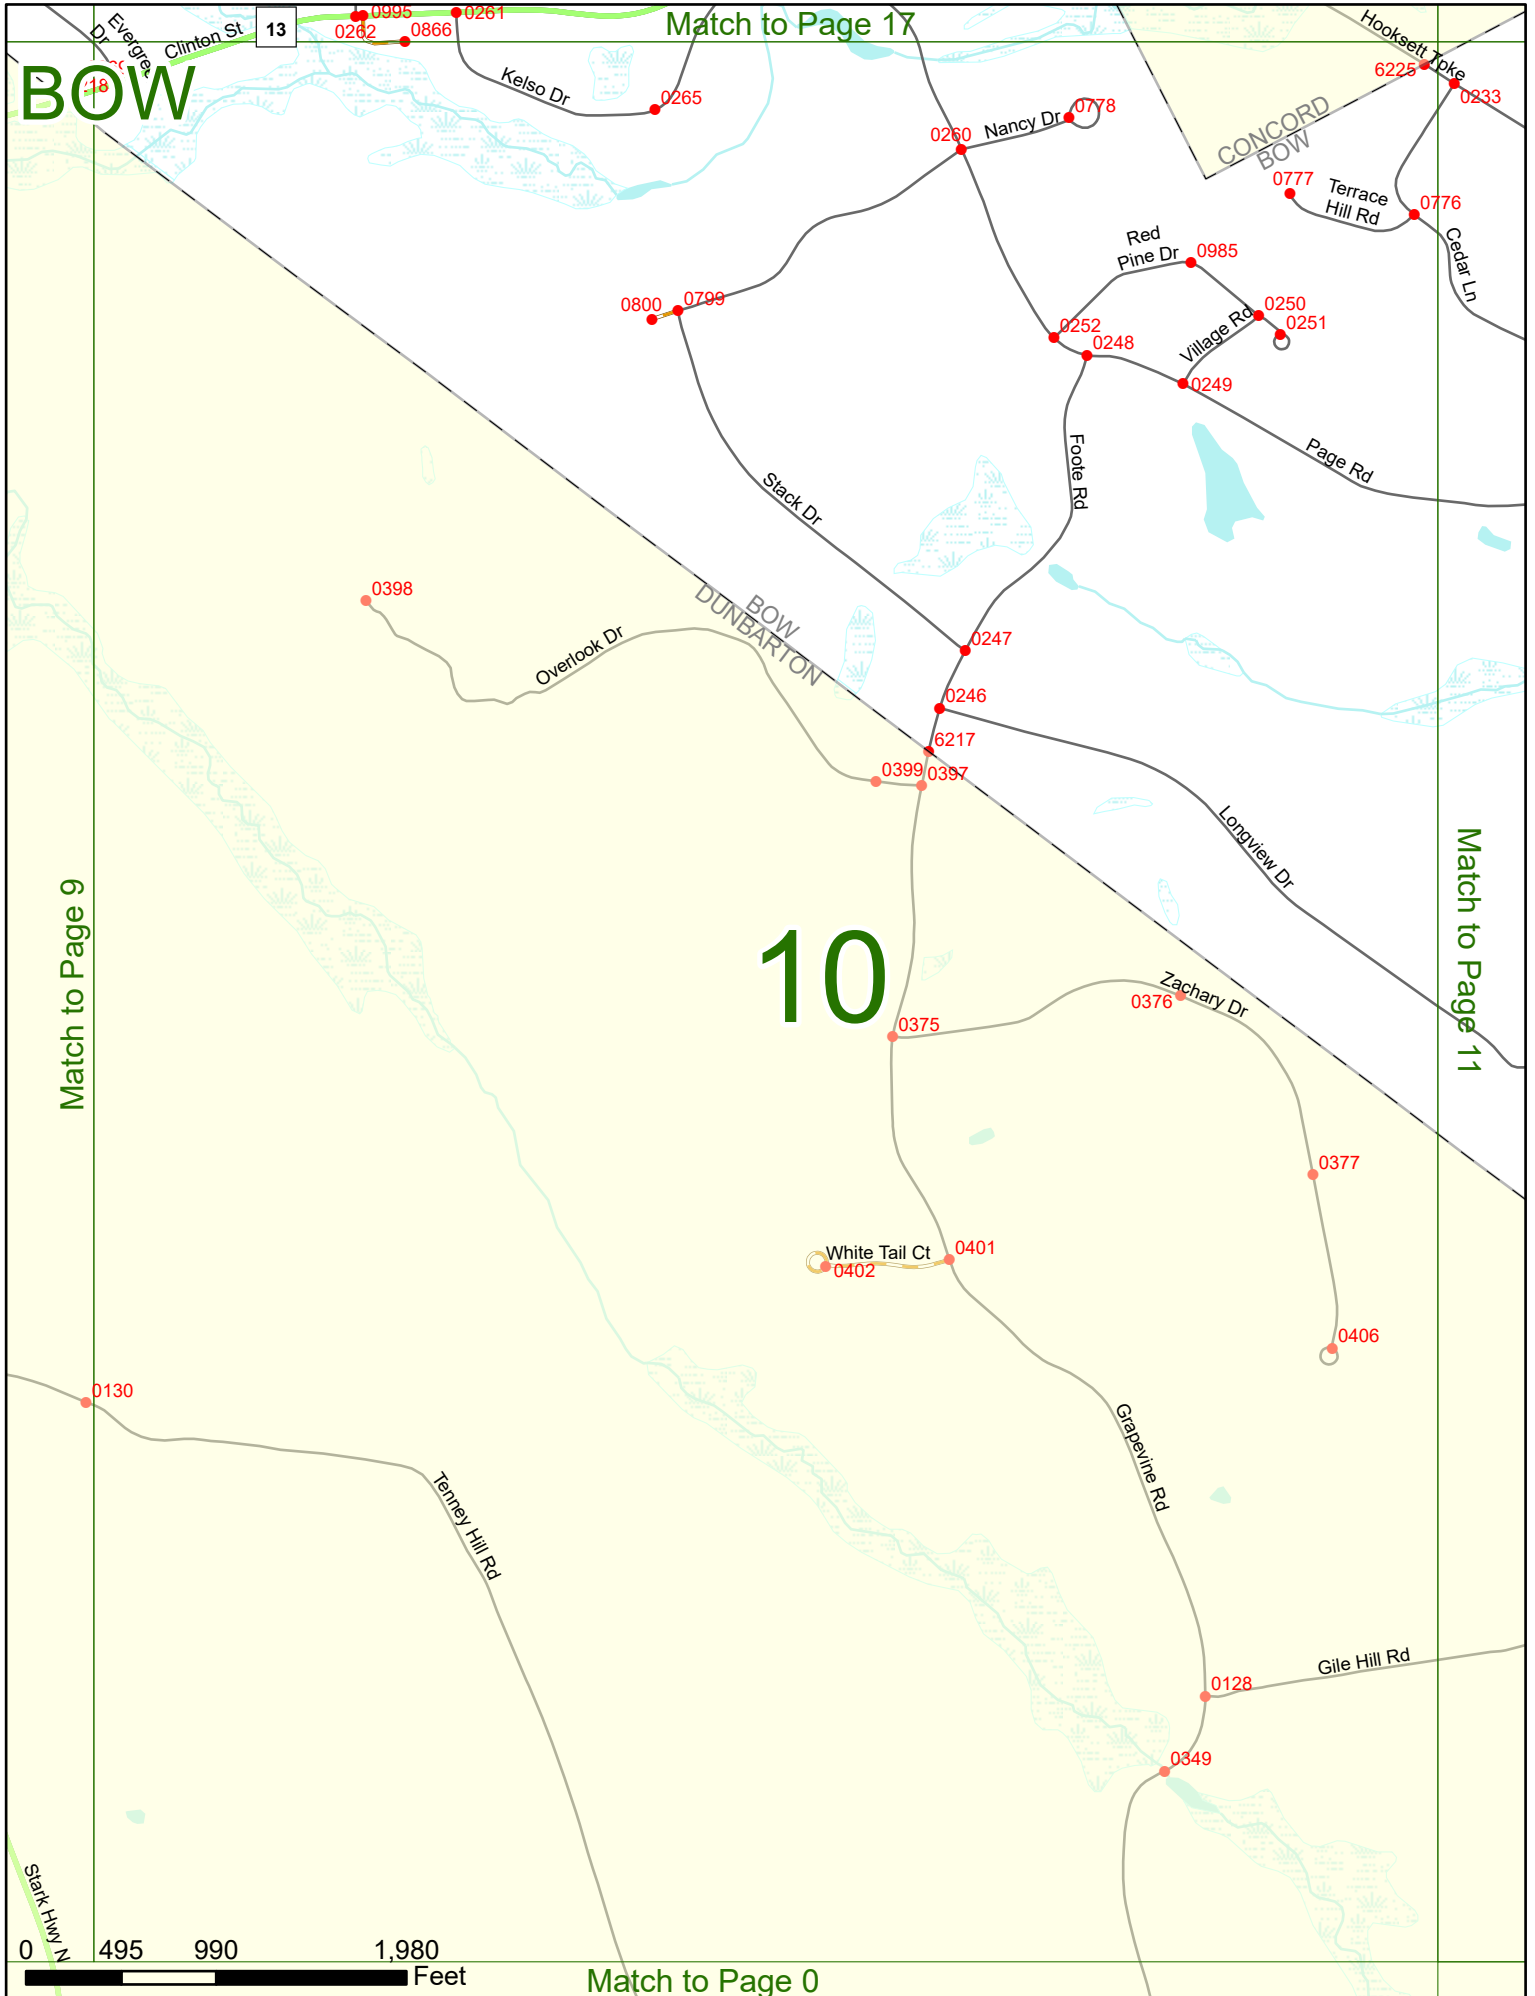 Match to Page 17
BOW
Evergree
Dr
Clinton St
13
0262
0995
0866
0261
Kelso Dr
0265
218
Hooksett Tpke
6225
0233
CONCORD
BOW
0260
Nancy Dr
0778
0777
Terrace
Hill Rd
0776
Cedar Ln
Red
Pine Dr
0985
0250
0251
Village Rd
0252
0248
0249
0800
0799
Page Rd
Foote Rd
Stack Dr
0398
Overlook Dr
BOW
DUNBARTON
0247
0246
6217
0399
0397
Longview Dr
Match to Page 9
Match to Page 11
10
0375
0376
Zachary Dr
0377
White Tail Ct
0402
0401
0406
0130
Grapevine Rd
Tenney Hill Rd
Gile Hill Rd
0128
0349
Stark Hwy N
0 495 990 1,980
Feet
Match to Page 0